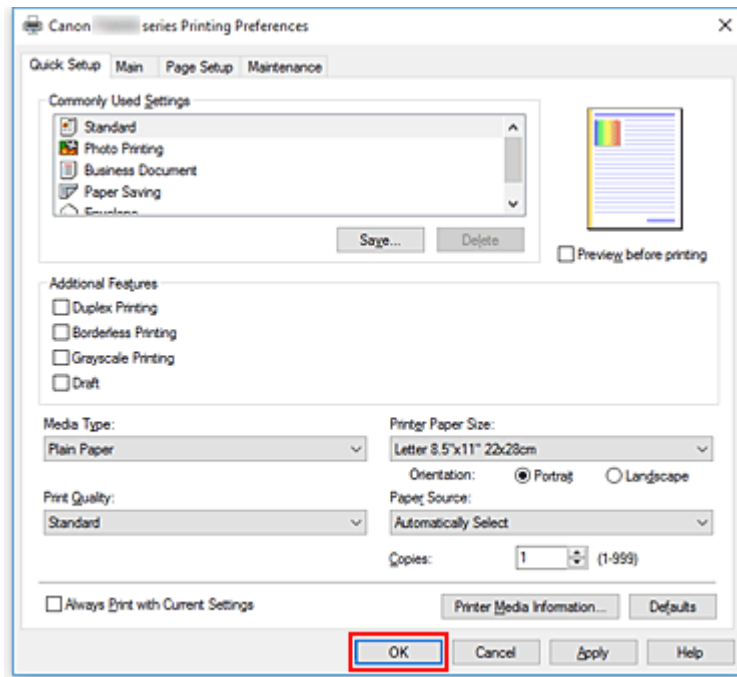 Canon series Printing Preferences
Quick Setup Main Page Setup Maintenance
Commonly Used Settings
Standard
Photo Printing
Business Document
Paper Saving
Save... Delete
Preview before printing
Additional Features
Duplex Printing
Borderless Printing
Grayscale Printing
Draft
Media Type: Printer Paper Size:
Plain Paper Letter 8.5"x11" 22x28cm
Orientation: Portrait Landscape
Print Quality: Paper Source:
Standard Automatically Select
Copies: 1 (1-999)
Always Print with Current Settings Printer Media Information... Defaults
OK Cancel Apply Help